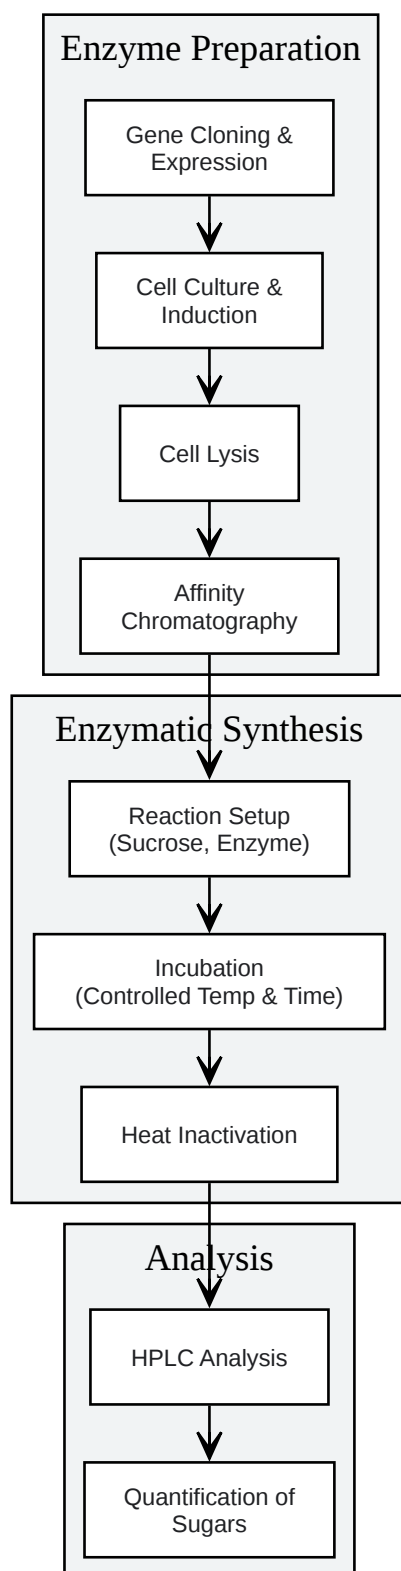 Enzyme Preparation
Gene Cloning &
Expression
Cell Culture &
Induction
Cell Lysis
Affinity
Chromatography
Enzymatic Synthesis
Reaction Setup
(Sucrose, Enzyme)
Incubation
(Controlled Temp & Time)
Heat Inactivation
Analysis
HPLC Analysis
Quantification of
Sugars